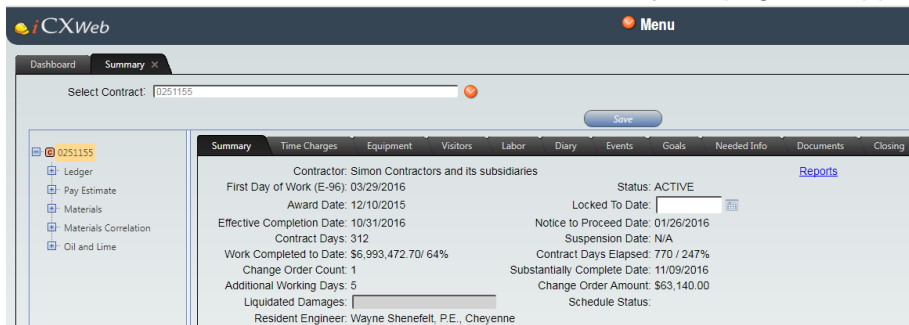 iCXWeb Menu
Dashboard Summary ×
Select Contract: 0251155
Save
0251155
Ledger
Pay Estimate
Materials
Materials Correlation
Oil and Lime
Summary Time Charges Equipment Visitors Labor Diary Events Goals Needed Info Documents Closing
Contractor: Simon Contractors and its subsidiaries Reports
First Day of Work (E-96): 03/29/2016 Status: ACTIVE
Award Date: 12/10/2015 Locked To Date:
Effective Completion Date: 10/31/2016 Notice to Proceed Date: 01/26/2016
Contract Days: 312 Suspension Date: N/A
Work Completed to Date: $6,993,472.70/ 64% Contract Days Elapsed: 770 / 247%
Change Order Count: 1 Substantially Complete Date: 11/09/2016
Additional Working Days: 5 Change Order Amount: $63,140.00
Liquidated Damages: Schedule Status:
Resident Engineer: Wayne Shenefelt, P.E., Cheyenne